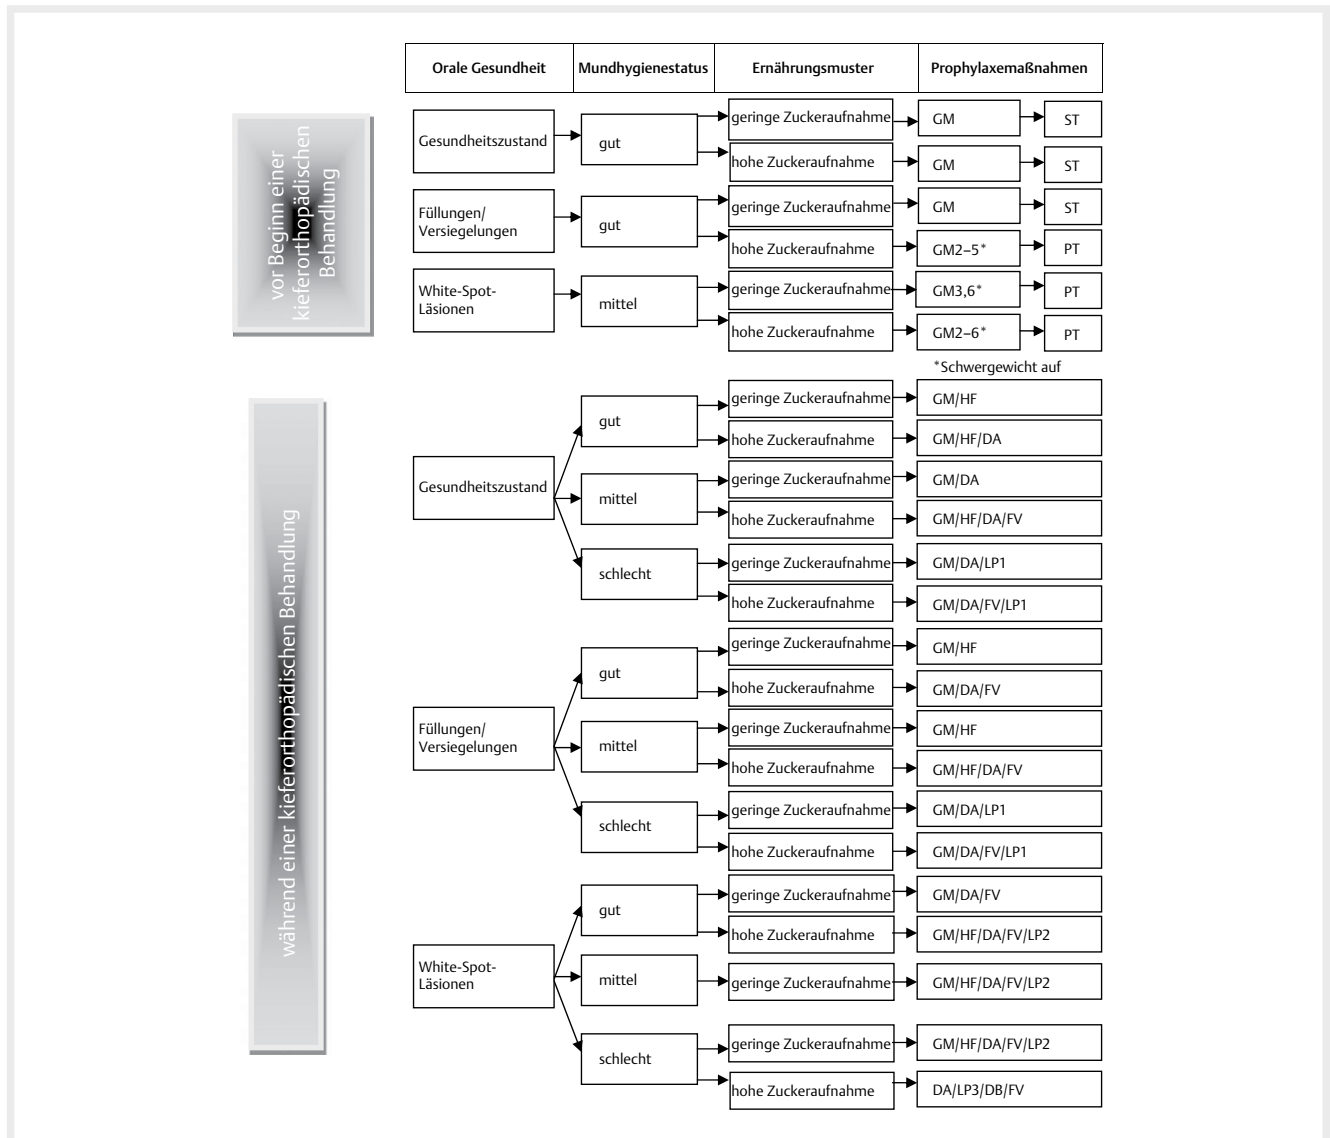 Orale Gesundheit Mundhygienestatus Ernährungsmuster Prophylaxemaßnahmen
vor Beginn einer
kieferorthopädischen
Behandlung
Gesundheitszustand
gut
geringe Zuckeraufnahme
GM
ST
hohe Zuckeraufnahme
GM
ST
Füllungen/
Versiegelungen
gut
geringe Zuckeraufnahme
GM
ST
hohe Zuckeraufnahme
GM2–5*
PT
White-Spot-
Läsionen
mittel
geringe Zuckeraufnahme
GM3,6*
PT
hohe Zuckeraufnahme
GM2–6*
PT
*Schwergewicht auf
während einer kieferorthopädischen Behandlung
Gesundheitszustand
gut
geringe Zuckeraufnahme
GM/HF
hohe Zuckeraufnahme
GM/HF/DA
mittel
geringe Zuckeraufnahme
GM/DA
hohe Zuckeraufnahme
GM/HF/DA/FV
schlecht
geringe Zuckeraufnahme
GM/DA/LP1
hohe Zuckeraufnahme
GM/DA/FV/LP1
Füllungen/
Versiegelungen
gut
geringe Zuckeraufnahme
GM/HF
hohe Zuckeraufnahme
GM/DA/FV
mittel
geringe Zuckeraufnahme
GM/HF
hohe Zuckeraufnahme
GM/HF/DA/FV
schlecht
geringe Zuckeraufnahme
GM/DA/LP1
hohe Zuckeraufnahme
GM/DA/FV/LP1
White-Spot-
Läsionen
gut
geringe Zuckeraufnahme
GM/DA/FV
hohe Zuckeraufnahme
GM/HF/DA/FV/LP2
mittel
geringe Zuckeraufnahme
GM/HF/DA/FV/LP2
schlecht
geringe Zuckeraufnahme
GM/HF/DA/FV/LP2
hohe Zuckeraufnahme
DA/LP3/DB/FV